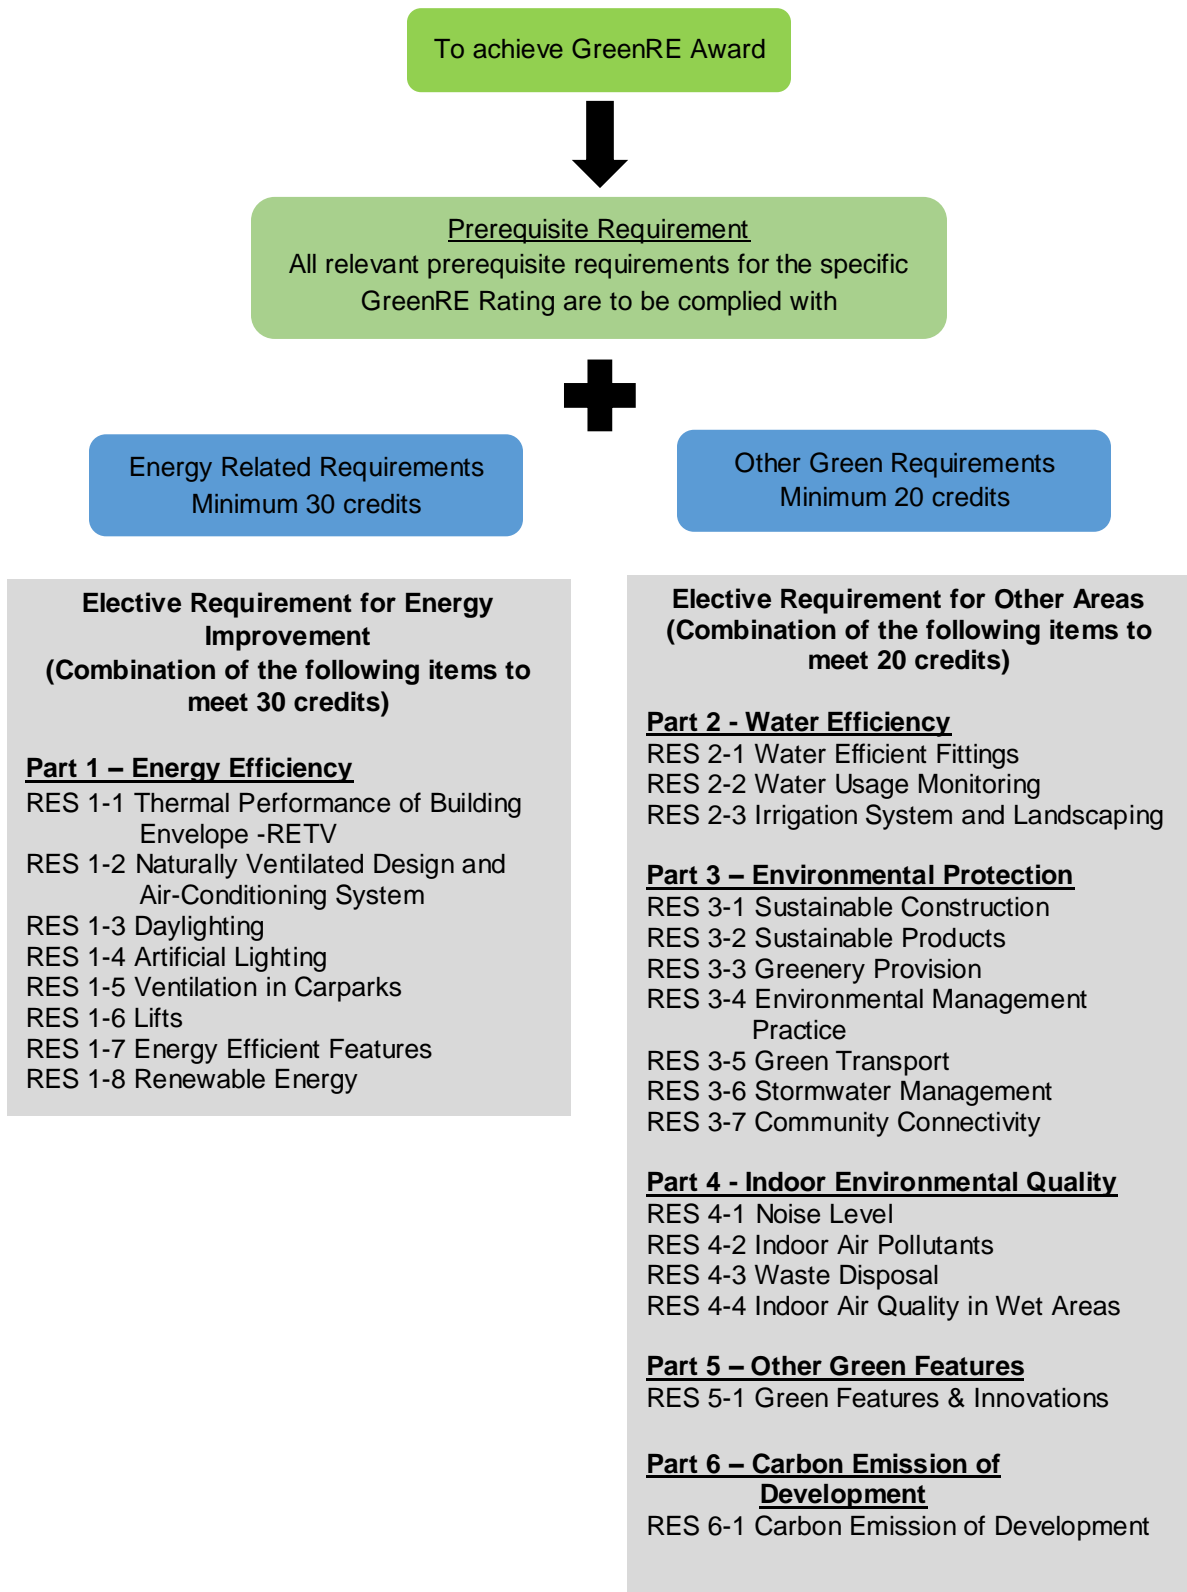 To achieve GreenRE Award
Prerequisite Requirement
All relevant prerequisite requirements for the specific
GreenRE Rating are to be complied with
Energy Related Requirements
Minimum 30 credits
Other Green Requirements
Minimum 20 credits
Elective Requirement for Energy
Improvement
(Combination of the following items to
meet 30 credits)
Part 1 – Energy Efficiency
RES 1-1 Thermal Performance of Building
Envelope -RETV
RES 1-2 Naturally Ventilated Design and
Air-Conditioning System
RES 1-3 Daylighting
RES 1-4 Artificial Lighting
RES 1-5 Ventilation in Carparks
RES 1-6 Lifts
RES 1-7 Energy Efficient Features
RES 1-8 Renewable Energy
Elective Requirement for Other Areas
(Combination of the following items to
meet 20 credits)
Part 2 - Water Efficiency
RES 2-1 Water Efficient Fittings
RES 2-2 Water Usage Monitoring
RES 2-3 Irrigation System and Landscaping
Part 3 – Environmental Protection
RES 3-1 Sustainable Construction
RES 3-2 Sustainable Products
RES 3-3 Greenery Provision
RES 3-4 Environmental Management
Practice
RES 3-5 Green Transport
RES 3-6 Stormwater Management
RES 3-7 Community Connectivity
Part 4 - Indoor Environmental Quality
RES 4-1 Noise Level
RES 4-2 Indoor Air Pollutants
RES 4-3 Waste Disposal
RES 4-4 Indoor Air Quality in Wet Areas
Part 5 – Other Green Features
RES 5-1 Green Features & Innovations
Part 6 – Carbon Emission of
Development
RES 6-1 Carbon Emission of Development